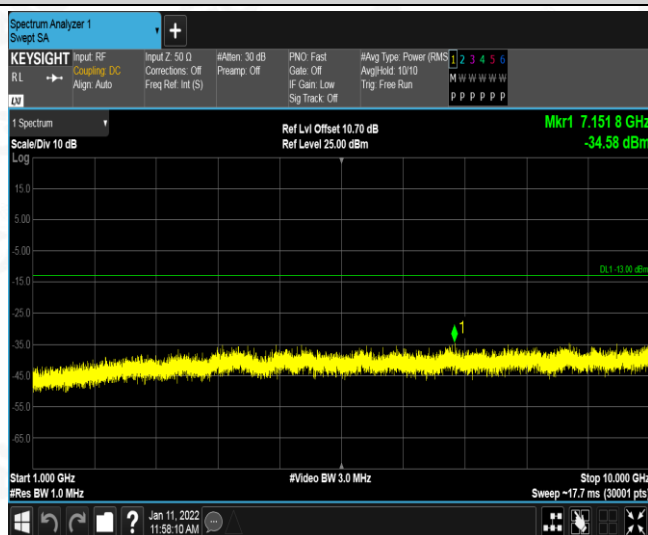 Spectrum Analyzer 1
Swept SA
+
KEYSIGHT
RL
LXI
Input: RF
Coupling: DC
Align: Auto
Input Z: 50 Ω
Corrections: Off
Freq Ref: Int (S)
#Atten: 30 dB
Preamp: Off
PNO: Fast
Gate: Off
IF Gain: Low
Sig Track: Off
#Avg Type: Power (RMS
Avg|Hold: 10/10
Trig: Free Run
1 2 3 4 5 6
M W W W W W
P P P P P P
1 Spectrum
Scale/Div 10 dB
Ref Lvl Offset 10.70 dB
Ref Level 25.00 dBm
Mkr1 7.151 8 GHz
-34.58 dBm
Log
15.0
5.00
-5.00
DL1 -13.00 dBm
-15.0
-25.0
1
-35.0
-45.0
-55.0
-65.0
Start 1.000 GHz
#Video BW 3.0 MHz
Stop 10.000 GHz
#Res BW 1.0 MHz
Sweep ~17.7 ms (30001 pts)
?
Jan 11, 2022
11:58:10 AM